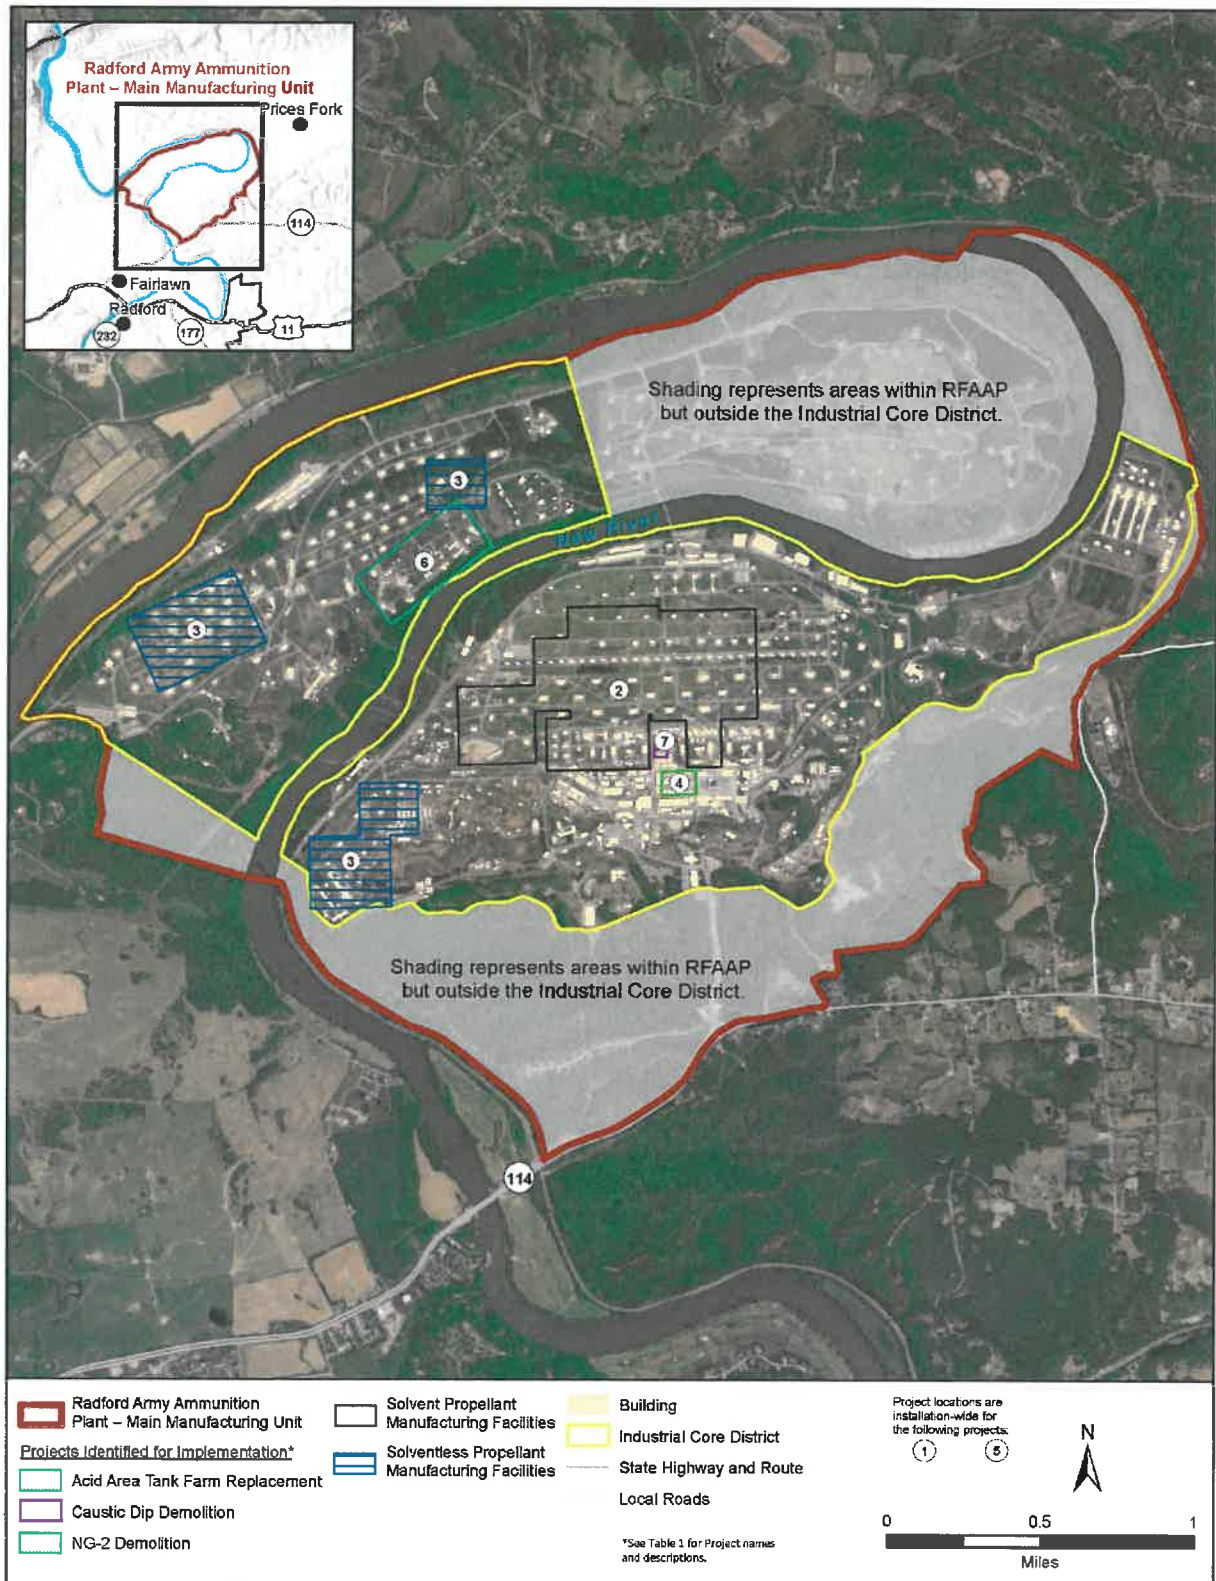 Radford Army Ammunition
Plant – Main Manufacturing Unit
Prices Fork
114
Fairlawn
Radford
232
177
11
Shading represents areas within RFAAP
but outside the Industrial Core District.
3
New River
6
3
2
7
4
3
Shading represents areas within RFAAP
but outside the Industrial Core District.
114
Radford Army Ammunition
Plant – Main Manufacturing Unit
Projects Identified for Implementation*
Acid Area Tank Farm Replacement
Caustic Dip Demolition
NG-2 Demolition
Solvent Propellant
Manufacturing Facilities
Solventless Propellant
Manufacturing Facilities
Building
Industrial Core District
State Highway and Route
Local Roads
*See Table 1 for Project names
and descriptions.
Project locations are
installation-wide for
the following projects:
1 5
N
0 0.5 1
Miles